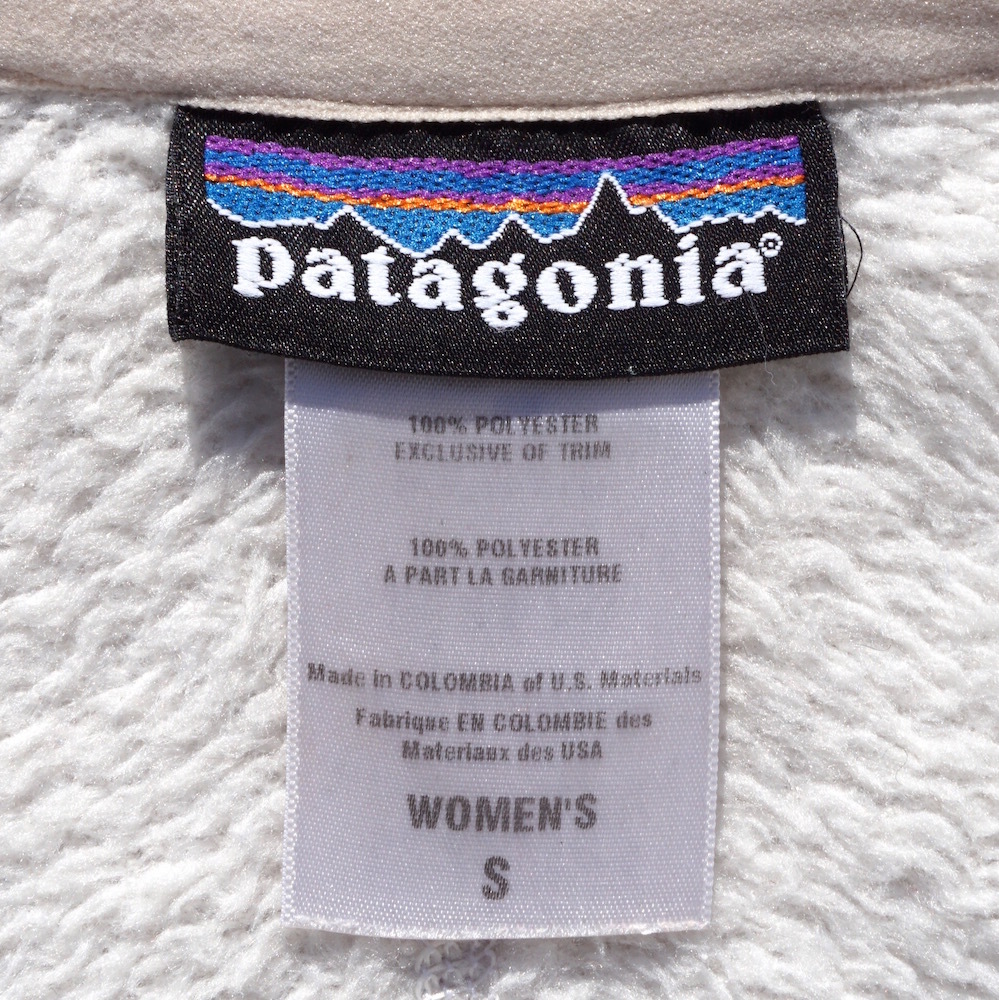 patagonia®
100% POLYESTER
EXCLUSIVE OF TRIM
100% POLYESTER
A PART LA GARNITURE
Made in COLOMBIA of U.S. Materials
Fabrique EN COLOMBIE des
Materiaux des USA
WOMEN'S
S